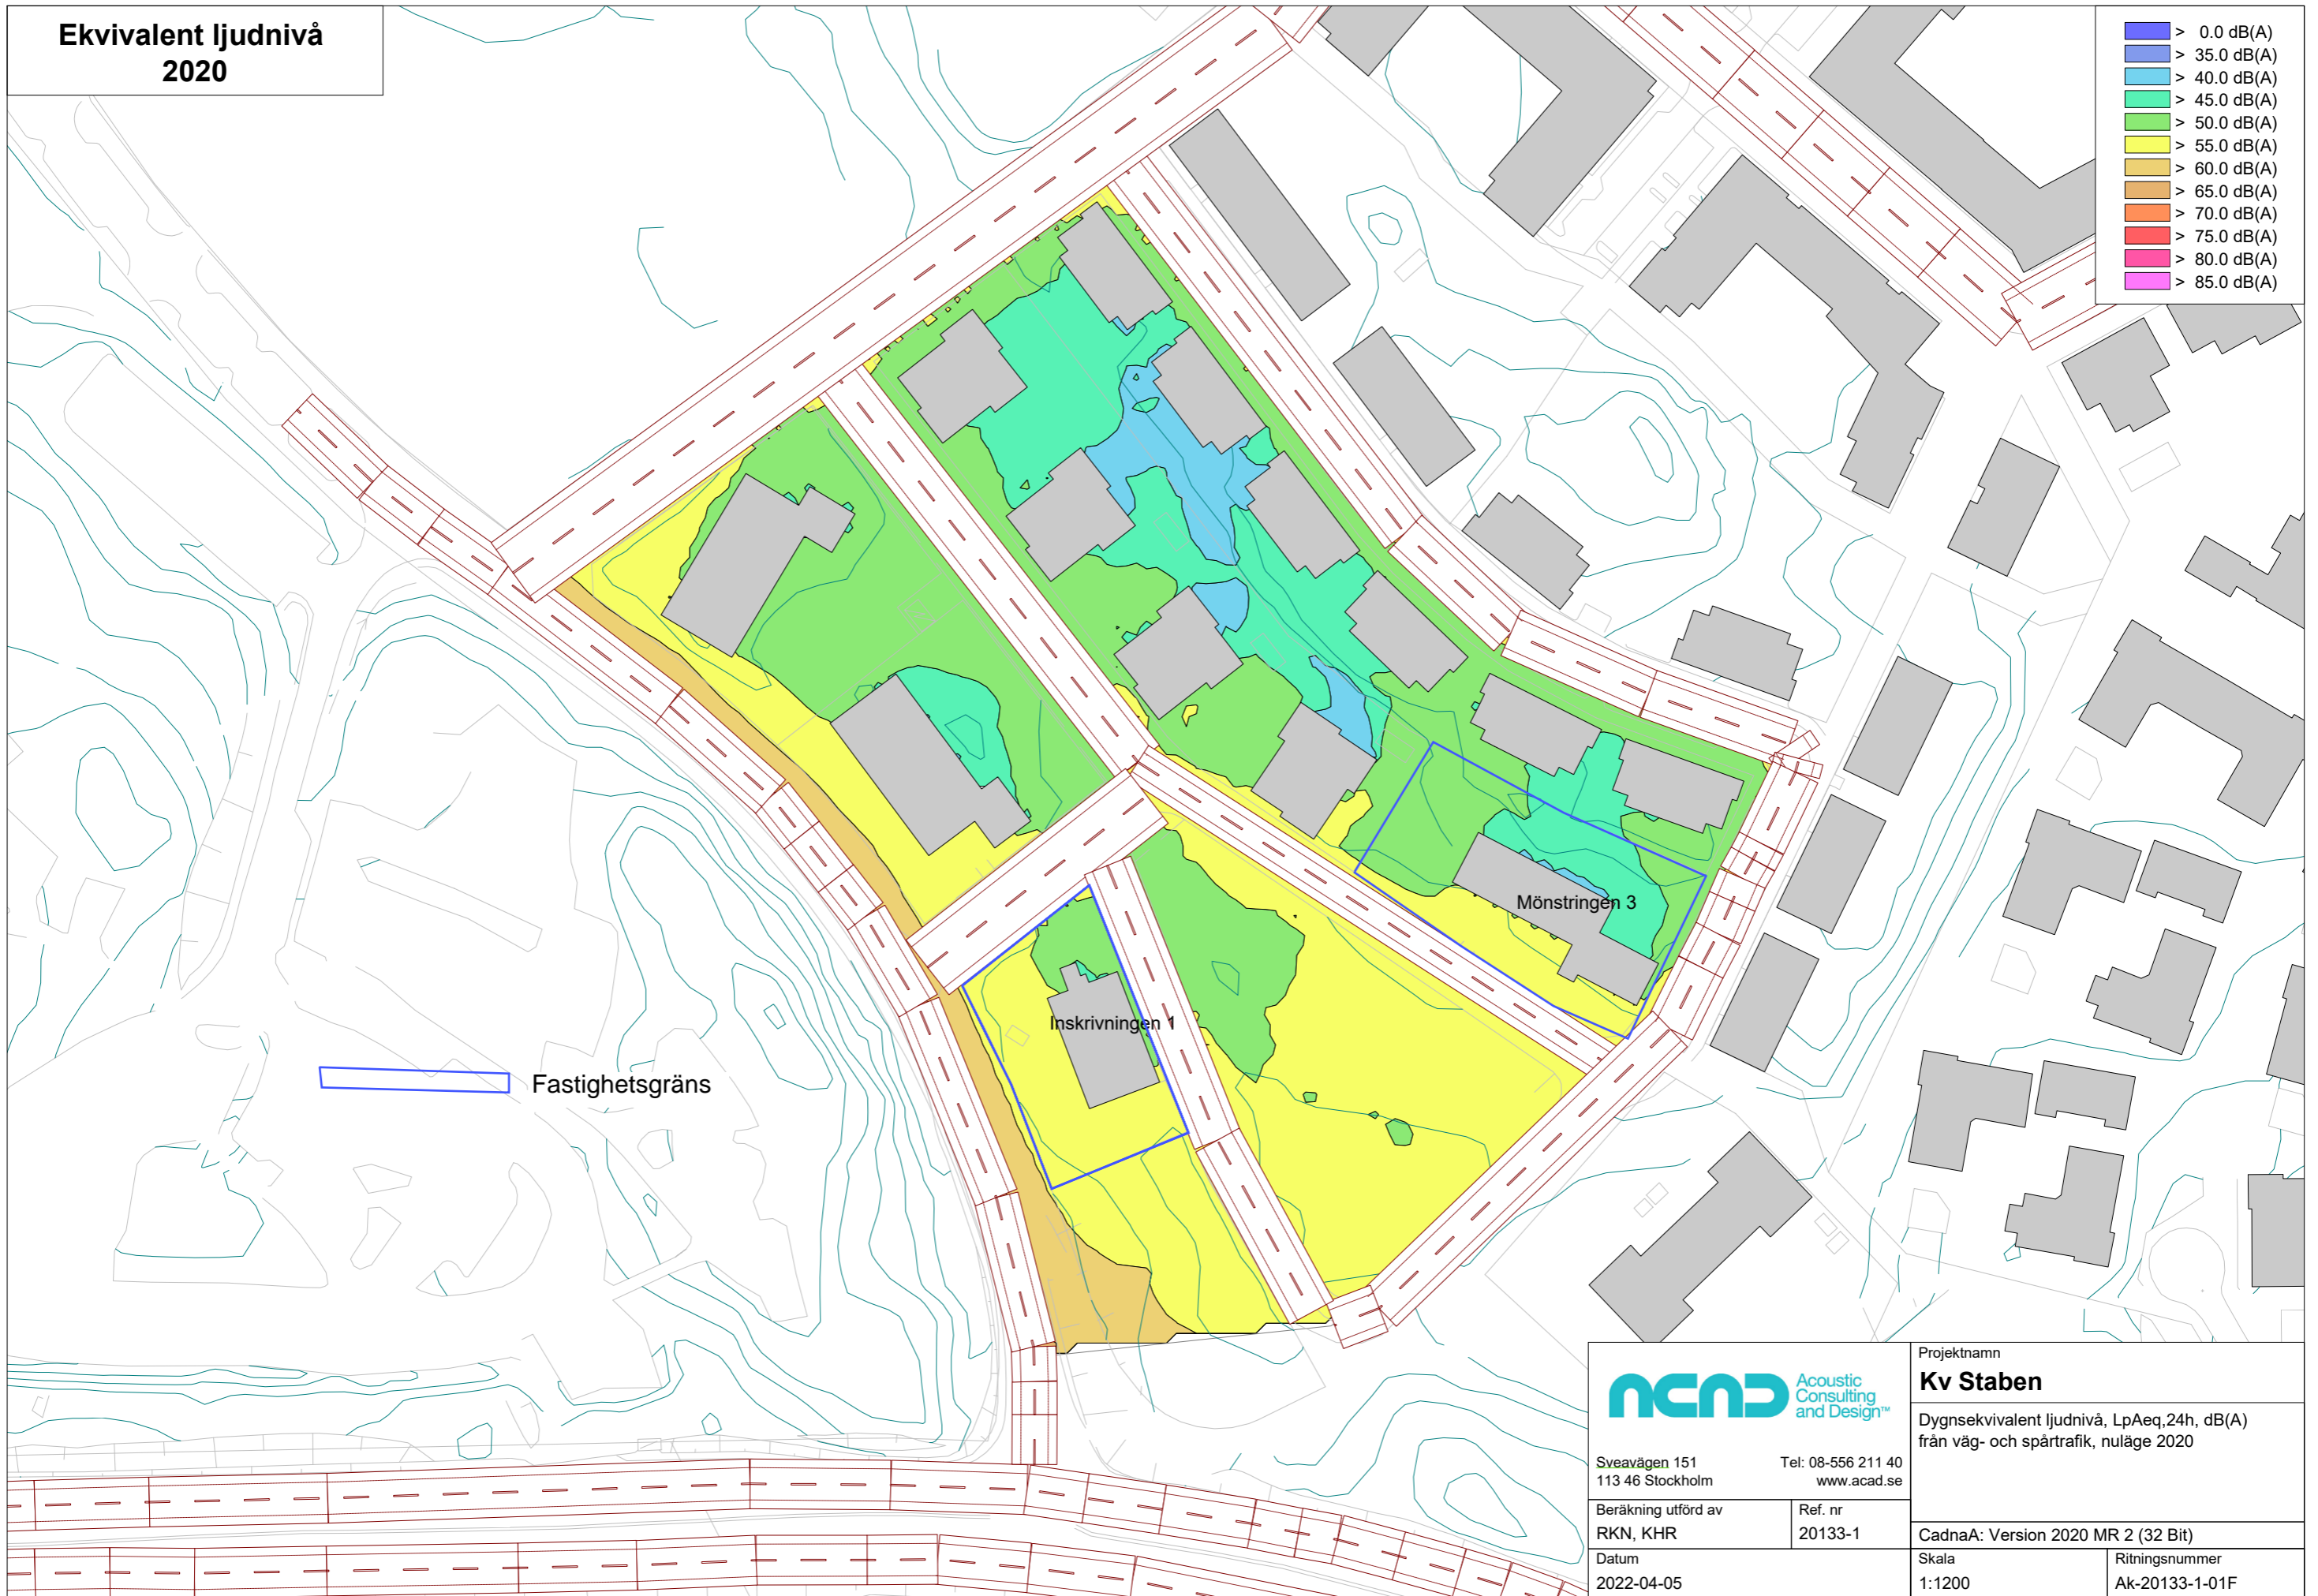 Ekvivalent ljudnivå
2020
> 0.0 dB(A)
> 35.0 dB(A)
> 40.0 dB(A)
> 45.0 dB(A)
> 50.0 dB(A)
> 55.0 dB(A)
> 60.0 dB(A)
> 65.0 dB(A)
> 70.0 dB(A)
> 75.0 dB(A)
> 80.0 dB(A)
> 85.0 dB(A)
Mönstringen 3
Inskrivningen 1
Fastighetsgräns
ACAD
Acoustic
Consulting
and Design™
Sveavägen 151
113 46 Stockholm
Tel: 08-556 211 40
www.acad.se
Projektnamn
Kv Staben
Dygnsekvivalent ljudnivå, LpAeq,24h, dB(A)
från väg- och spårtrafik, nuläge 2020
Beräkning utförd av
RKN, KHR
Ref. nr
20133-1
CadnaA: Version 2020 MR 2 (32 Bit)
Datum
2022-04-05
Skala
1:1200
Ritningsnummer
Ak-20133-1-01F